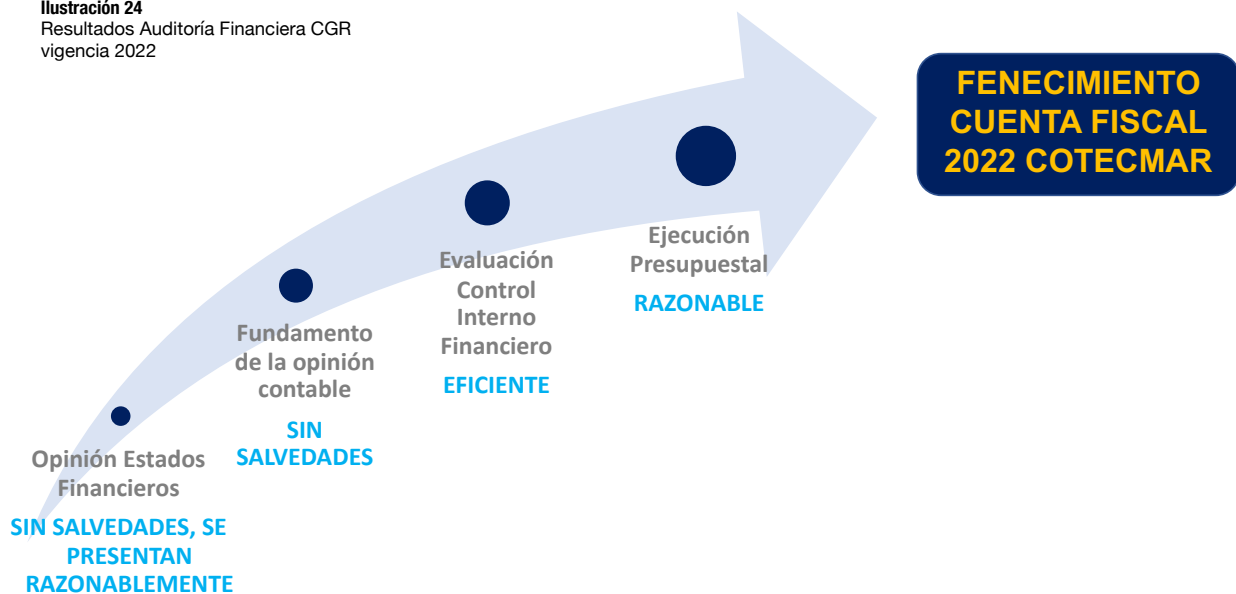 Ilustración 24
Resultados Auditoría Financiera CGR
vigencia 2022
FENECIMIENTO
CUENTA FISCAL
2022 COTECMAR
Opinión Estados
Financieros
SIN SALVEDADES, SE
PRESENTAN
RAZONABLEMENTE
Fundamento
de la opinión
contable
SIN
SALVEDADES
Evaluación
Control
Interno
Financiero
EFICIENTE
Ejecución
Presupuestal
RAZONABLE